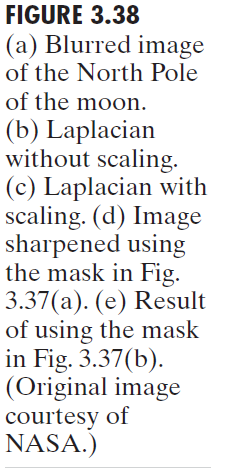 FIGURE 3.38
(a) Blurred image
of the North Pole
of the moon.
(b) Laplacian
without scaling.
(c) Laplacian with
scaling. (d) Image
sharpened using
the mask in Fig.
3.37(a). (e) Result
of using the mask
in Fig. 3.37(b).
(Original image
courtesy of
NASA.)